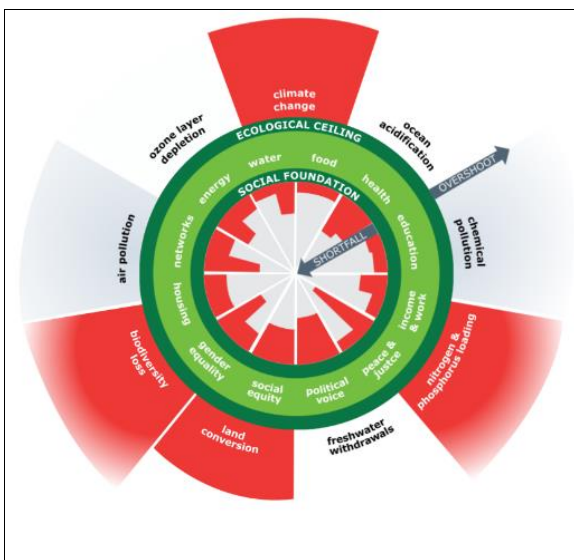 climate
change
ozone layer
depletion
ocean
acidification
ECOLOGICAL CEILING
OVERSHOOT
water
food
energy
health
SOCIAL FOUNDATION
networks
education
SHORTFALL
air pollution
chemical
pollution
housing
income
& work
gender
equality
peace &
justce
social
equity
political
voice
biodiversity
loss
nitrogen &
phosphorus loading
land
conversion
freshwater
withdrawals